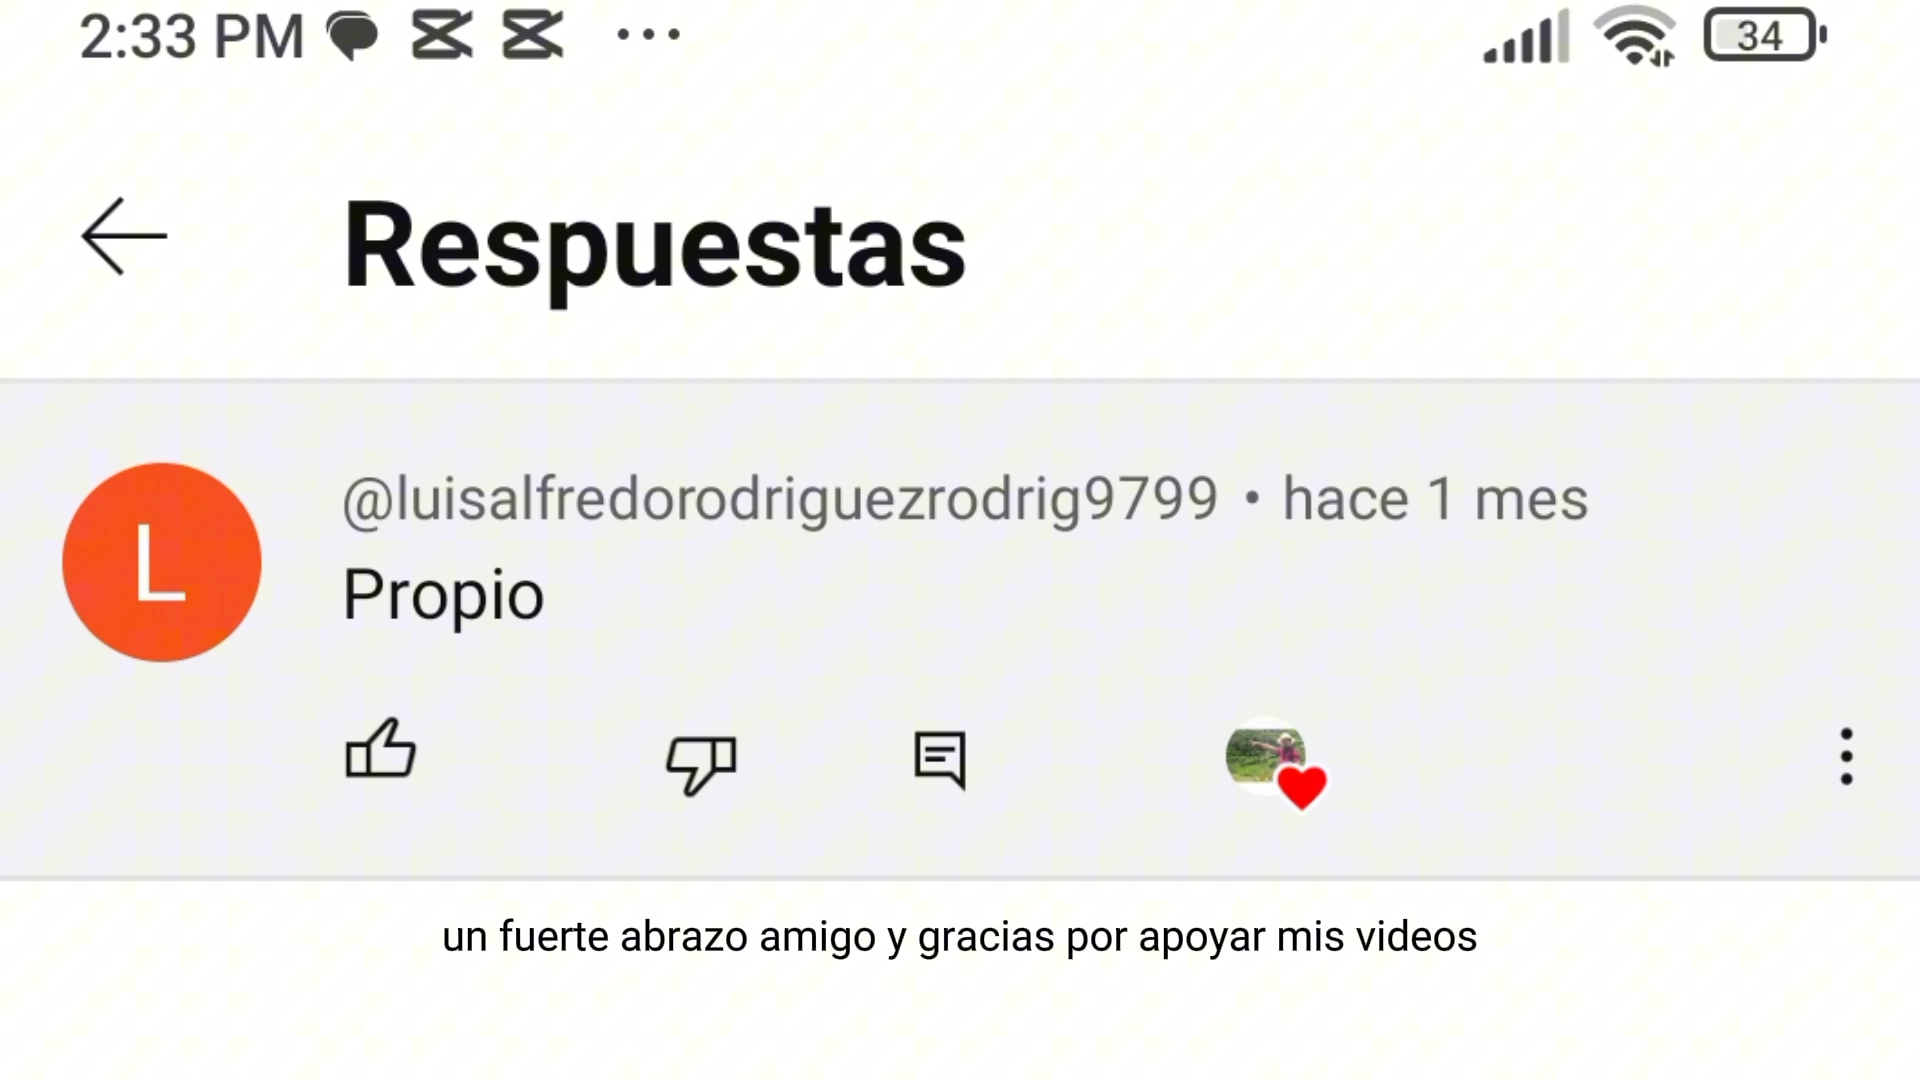 2:33 PM
34
Respuestas
L
@luisalfredorodriguezrodrig9799 • hace 1 mes
Propio
un fuerte abrazo amigo y gracias por apoyar mis videos